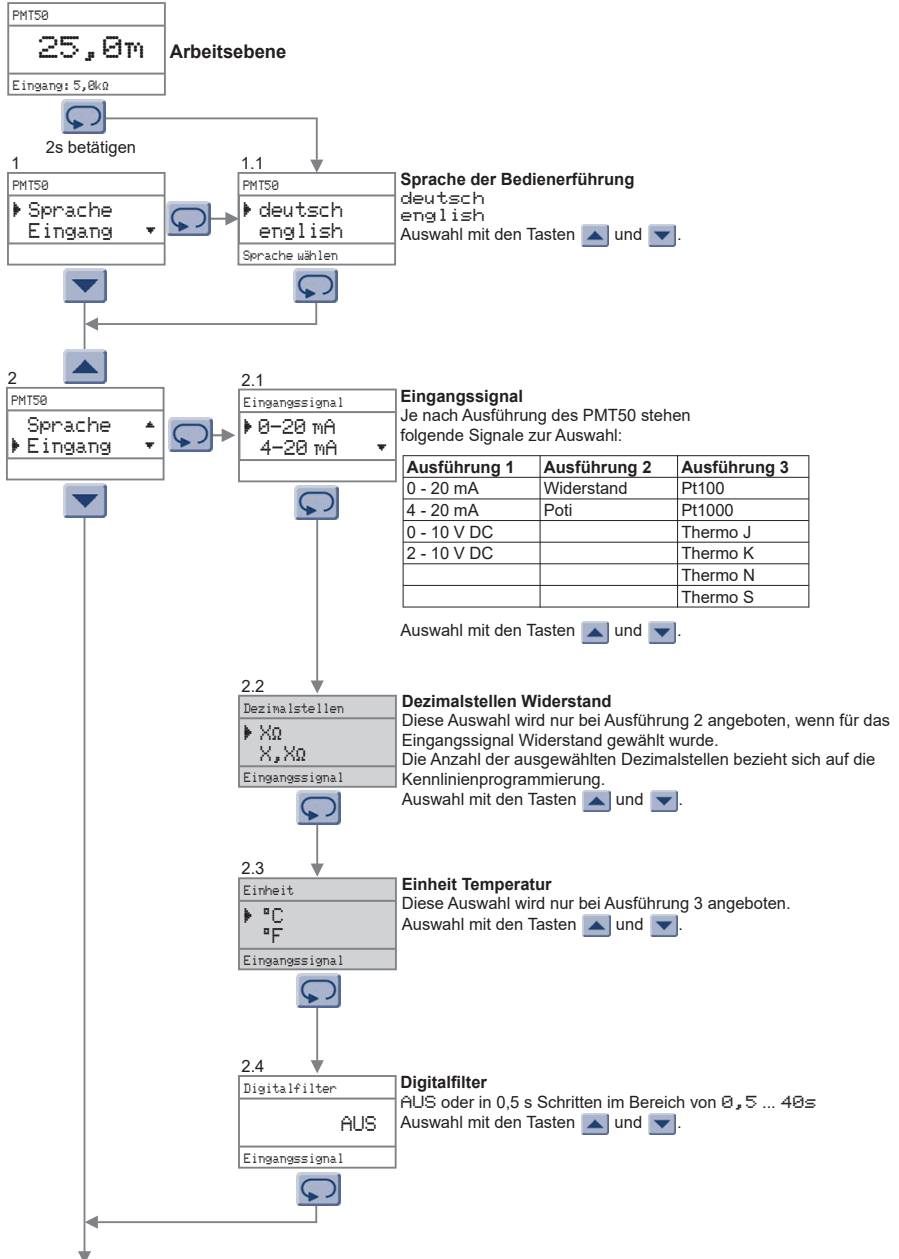 PMT50
25,0m
Arbeitsebene
Eingang: 5,0kΩ
2s betätigen
1
PMT50
Sprache
Eingang
1.1
PMT50
deutsch
english
Sprache wählen
Sprache der Bedienerführung
deutsch
english
Auswahl mit den Tasten und .
2
PMT50
Sprache
Eingang
2.1
Eingangssignal
0-20 mA
4-20 mA
Eingangssignal
Je nach Ausführung des PMT50 stehen
folgende Signale zur Auswahl:
Ausführung 1 Ausführung 2 Ausführung 3
0 - 20 mA Widerstand Pt100
4 - 20 mA Poti Pt1000
0 - 10 V DC Thermo J
2 - 10 V DC Thermo K
Thermo N
Thermo S
Auswahl mit den Tasten und .
2.2
Dezimalstellen
XΩ
X,XΩ
Eingangssignal
Dezimalstellen Widerstand
Diese Auswahl wird nur bei Ausführung 2 angeboten, wenn für das
Eingangssignal Widerstand gewählt wurde.
Die Anzahl der ausgewählten Dezimalstellen bezieht sich auf die
Kennlinienprogrammierung.
Auswahl mit den Tasten und .
2.3
Einheit
°C
°F
Eingangssignal
Einheit Temperatur
Diese Auswahl wird nur bei Ausführung 3 angeboten.
Auswahl mit den Tasten und .
2.4
Digitalfilter
AUS
Eingangssignal
Digitalfilter
AUS oder in 0,5 s Schritten im Bereich von 0,5 ... 40s
Auswahl mit den Tasten und .